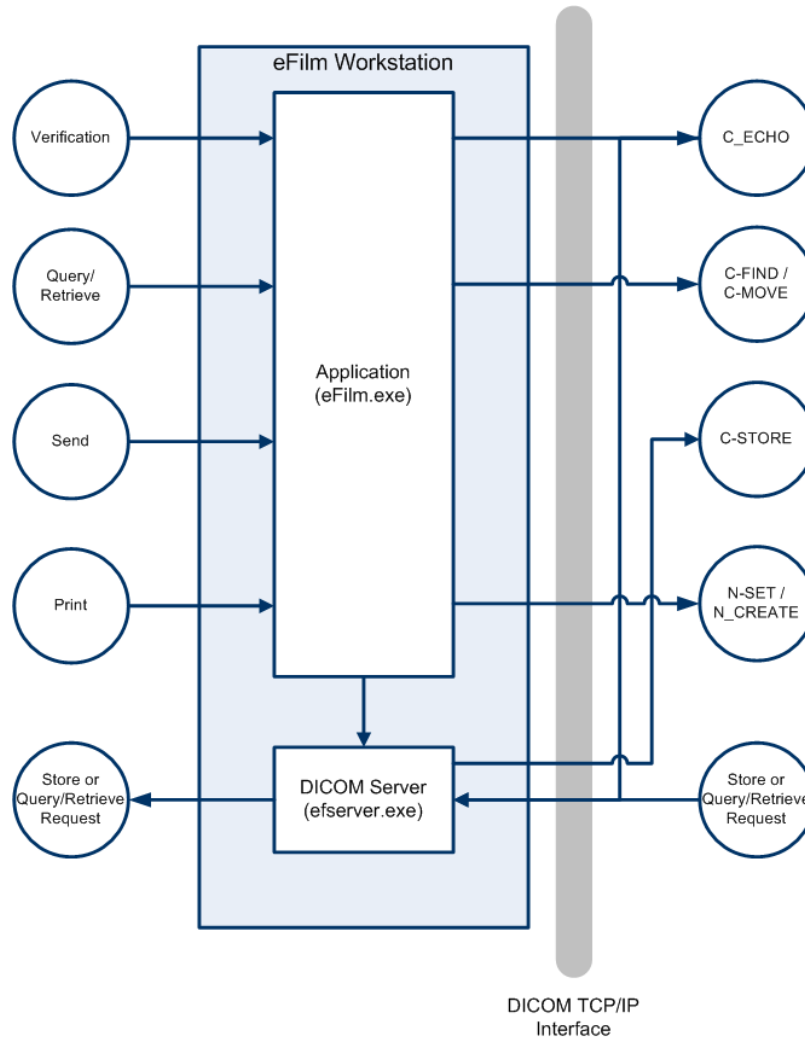 eFilm Workstation
Verification
C_ECHO
Query/
Retrieve
C-FIND /
C-MOVE
Application
(eFilm.exe)
Send
C-STORE
Print
N-SET /
N_CREATE
Store or
Query/Retrieve
Request
DICOM Server
(efserver.exe)
Store or
Query/Retrieve
Request
DICOM TCP/IP
Interface